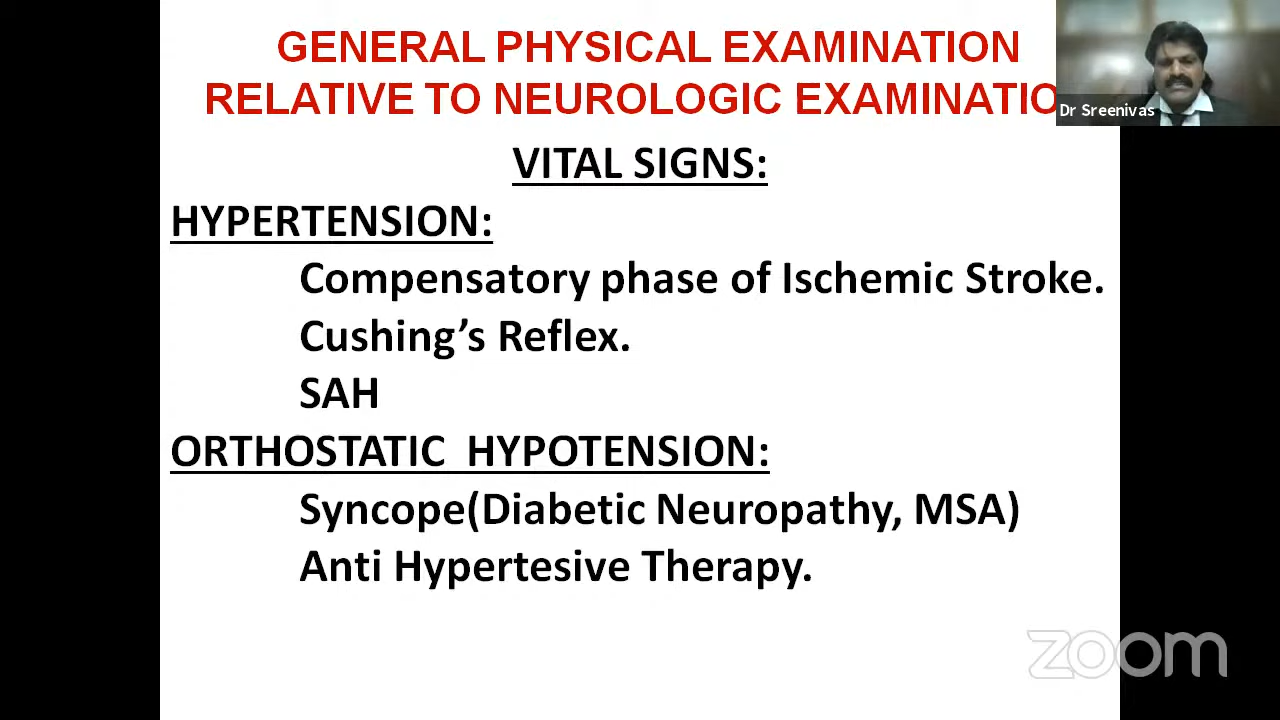 GENERAL PHYSICAL EXAMINATION
RELATIVE TO NEUROLOGIC EXAMINATIO
Dr Sreenivas
VITAL SIGNS:
HYPERTENSION:
Compensatory phase of Ischemic Stroke.
Cushing’s Reflex.
SAH
ORTHOSTATIC HYPOTENSION:
Syncope(Diabetic Neuropathy, MSA)
Anti Hypertesive Therapy.
zoom